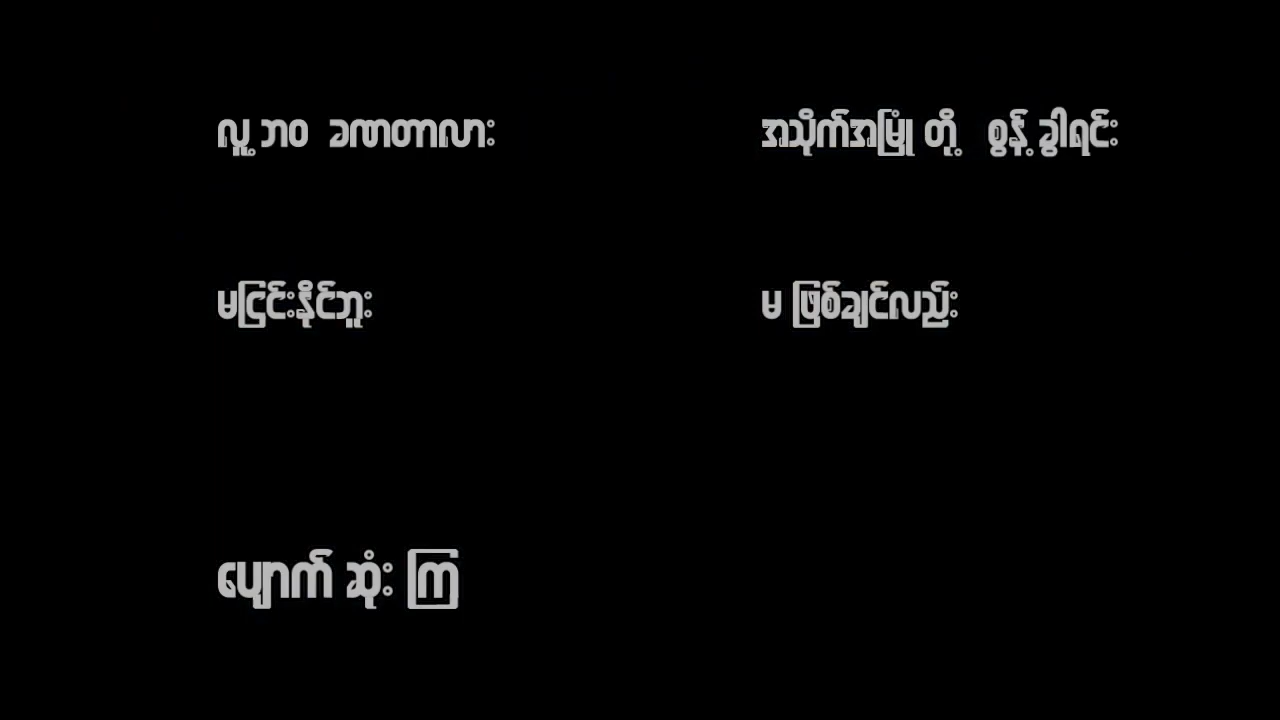 လူ့ဘဝ ခဏတာလား
အသိုက်အမြုံ တို့ စွန့် ခွါရင်း
မငြင်းနိုင်ဘူး
မ ဖြစ်ချင်လည်း
ပျောက် ဆုံး ကြ